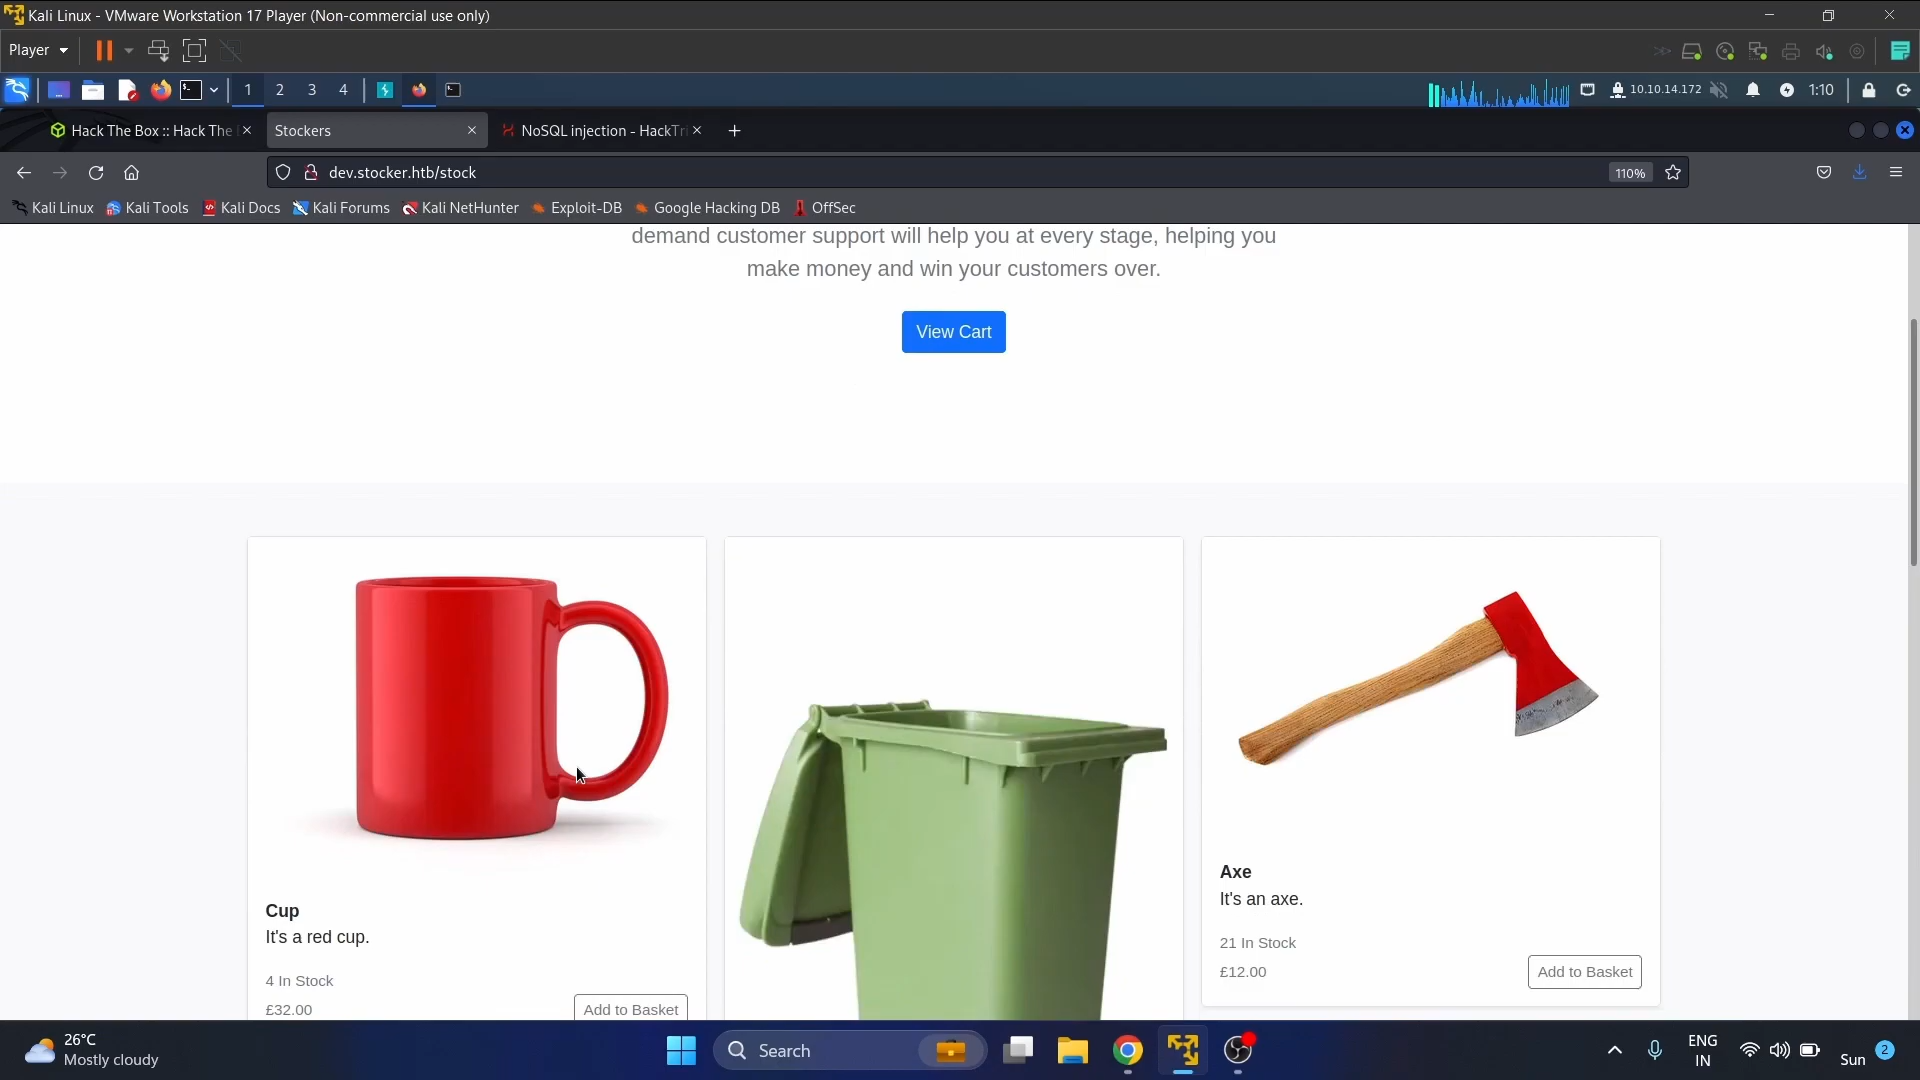 Kali Linux - VMware Workstation 17 Player (Non-commercial use only)
Player
1 2 3 4
10.10.14.172
1:10
Hack The Box :: Hack The
Stockers
NoSQL injection - HackTri
dev.stocker.htb/stock
110%
Kali Linux
Kali Tools
Kali Docs
Kali Forums
Kali NetHunter
Exploit-DB
Google Hacking DB
OffSec
demand customer support will help you at every stage, helping you
make money and win your customers over.
View Cart
Cup
It's a red cup.
4 In Stock
£32.00
Add to Basket
Axe
It's an axe.
21 In Stock
£12.00
Add to Basket
26°C
Mostly cloudy
Search
ENG
IN
Sun
2